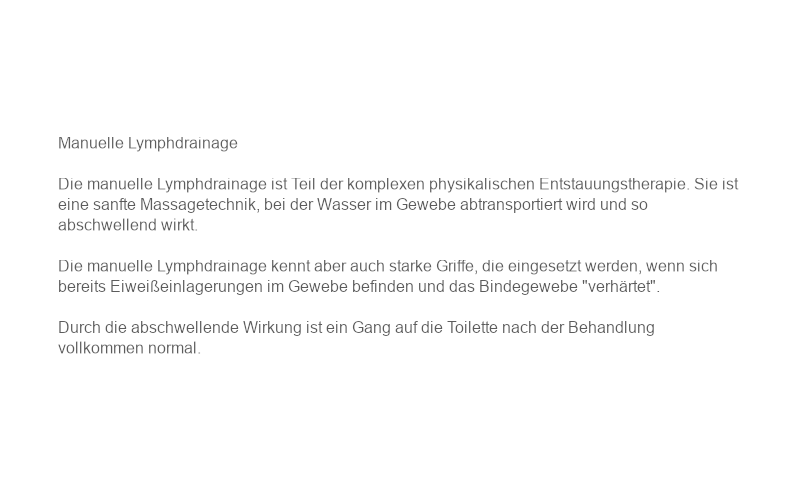 Manuelle Lymphdrainage
Die manuelle Lymphdrainage ist Teil der komplexen physikalischen Entstauungstherapie. Sie ist
eine sanfte Massagetechnik, bei der Wasser im Gewebe abtransportiert wird und so
abschwellend wirkt.
Die manuelle Lymphdrainage kennt aber auch starke Griffe, die eingesetzt werden, wenn sich
bereits Eiweißeinlagerungen im Gewebe befinden und das Bindegewebe "verhärtet".
Durch die abschwellende Wirkung ist ein Gang auf die Toilette nach der Behandlung
vollkommen normal.